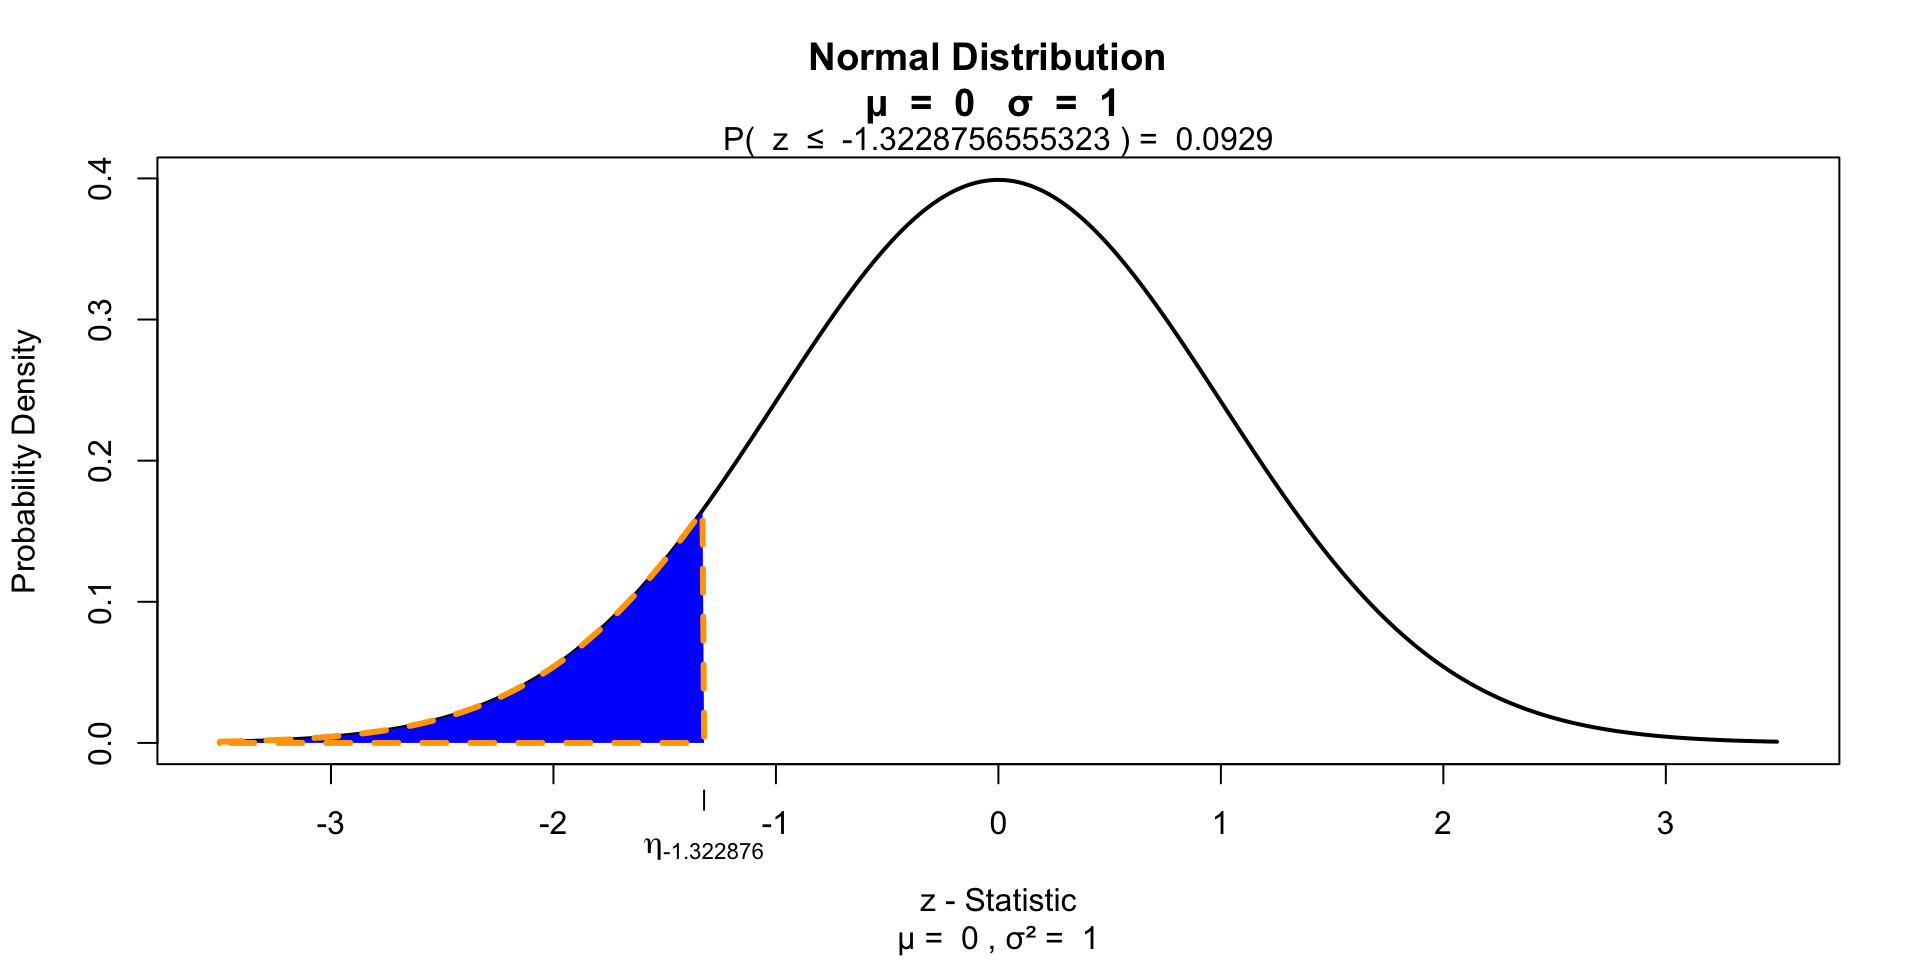 Normal Distribution
μ = 0 σ = 1
P( z ≤ -1.3228756555323 ) = 0.0929
Probability Density
0.4
0.3
0.2
0.1
0.0
-3 -2 -1 0 1 2 3
η-1.322876
z - Statistic
μ = 0 , σ² = 1